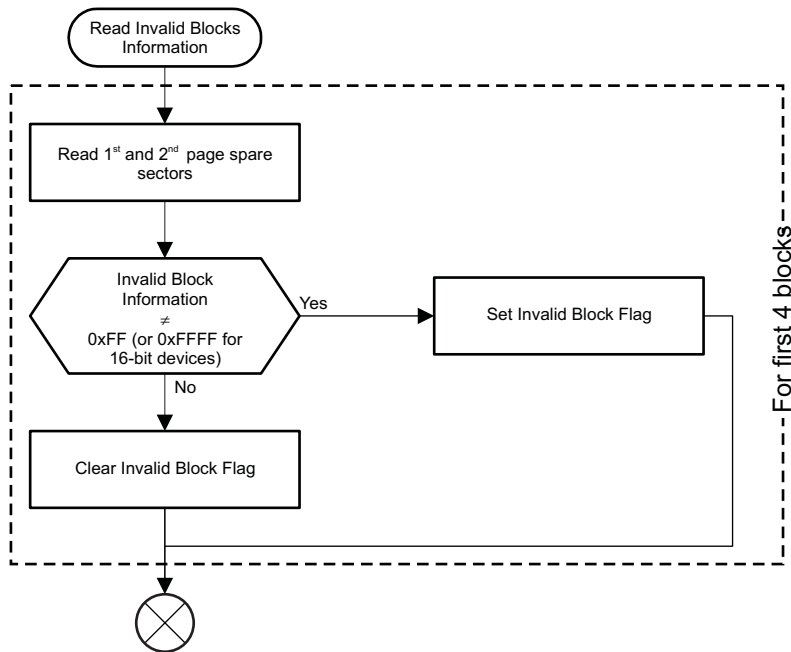 Read Invalid Blocks
Information
Read 1st and 2nd page spare
sectors
Invalid Block
Information
≠
0xFF (or 0xFFFF for
16-bit devices)
Yes
Set Invalid Block Flag
No
Clear Invalid Block Flag
For first 4 blocks